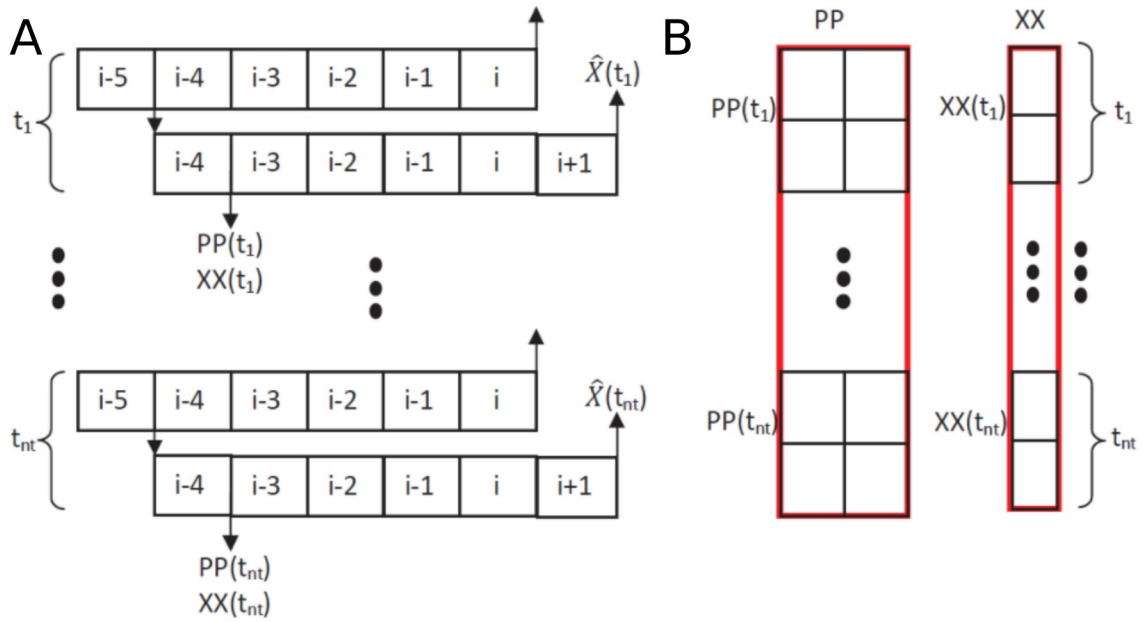 A
i-5 i-4 i-3 i-2 i-1 i
X̂(t₁)
t₁
i-4 i-3 i-2 i-1 i i+1
PP(t₁)
XX(t₁)
i-5 i-4 i-3 i-2 i-1 i
X̂(tₙₜ)
tₙₜ
i-4 i-3 i-2 i-1 i i+1
PP(tₙₜ)
XX(tₙₜ)
B
PP XX
PP(t₁) XX(t₁) t₁
PP(tₙₜ) XX(tₙₜ) tₙₜ